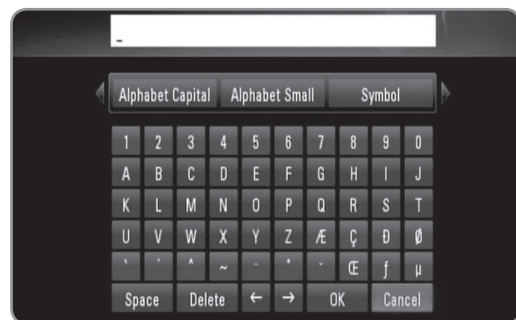 _
Alphabet Capital Alphabet Small Symbol
1 2 3 4 5 6 7 8 9 0
A B C D E F G H I J
K L M N O P Q R S T
U V W X Y Z Æ Ç Ð Ø
` ´ ^ ~ Œ ƒ µ
Space Delete ← → OK Cancel